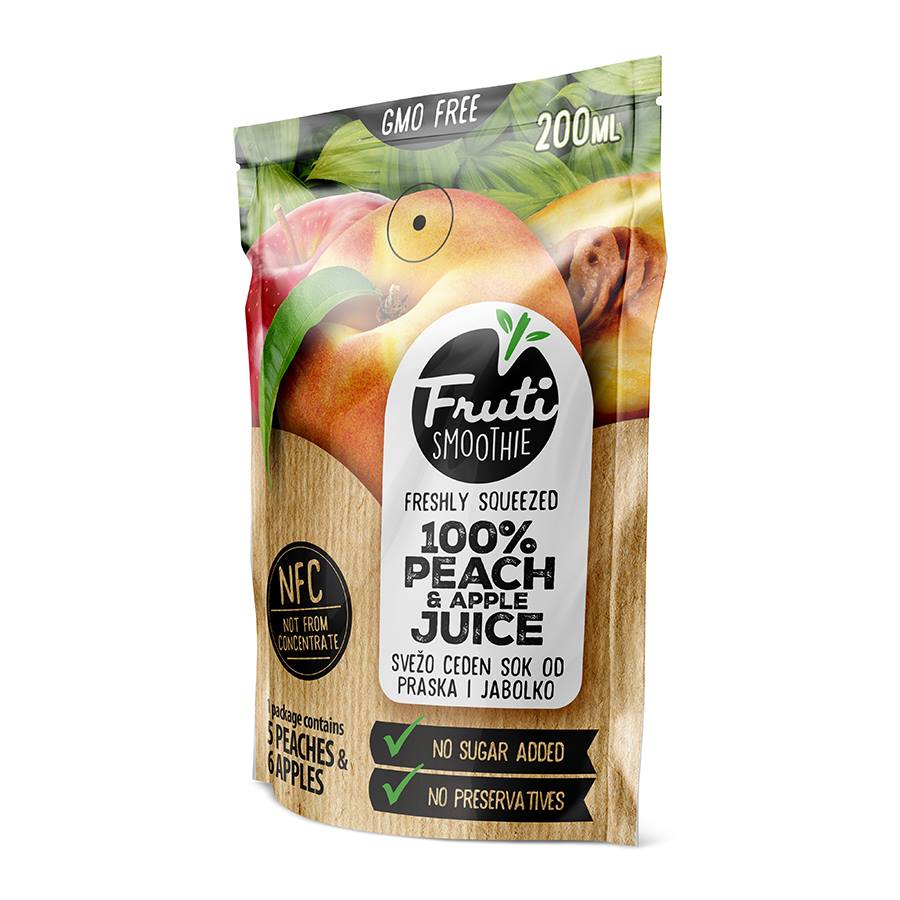 GMO FREE
200ML
Fruti
SMOOTHIE
FRESHLY SQUEEZED
100%
PEACH
& APPLE
JUICE
SVEŽO CEDEN SOK OD
PRASKA I JABOLKO
NFC
NOT FROM
CONCENTRATE
1 package contains
5 PEACHES &
6 APPLES
NO SUGAR ADDED
NO PRESERVATIVES